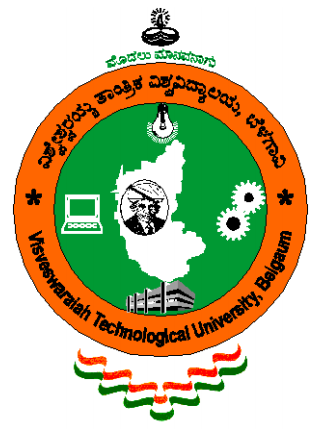 ಮೊದಲು ಮಾನವನಾಗು
ವಿಶ್ವೇಶ್ವರಯ್ಯ ತಾಂತ್ರಿಕ ವಿಶ್ವವಿದ್ಯಾಲಯ, ಬೆಳಗಾವಿ
Visveswaraiah Technological University, Belgaum